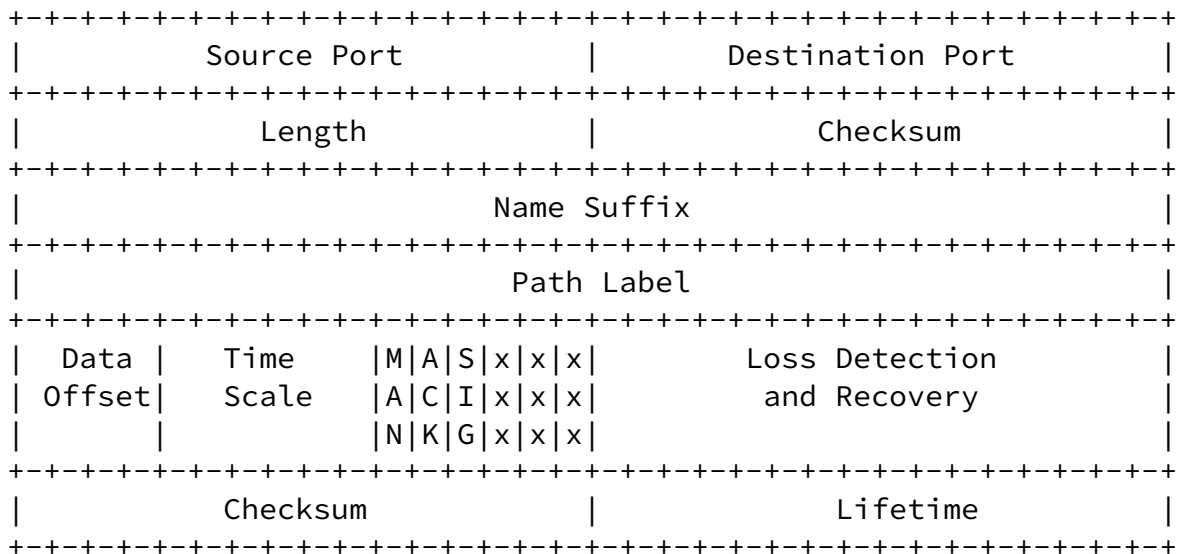 +-+-+-+-+-+-+-+-+-+-+-+-+-+-+-+-+-+-+-+-+-+-+-+-+-+-+-+-+-+-+-+-+
|          Source Port          |       Destination Port        |
+-+-+-+-+-+-+-+-+-+-+-+-+-+-+-+-+-+-+-+-+-+-+-+-+-+-+-+-+-+-+-+-+
|             Length            |            Checksum           |
+-+-+-+-+-+-+-+-+-+-+-+-+-+-+-+-+-+-+-+-+-+-+-+-+-+-+-+-+-+-+-+-+
|                          Name Suffix                          |
+-+-+-+-+-+-+-+-+-+-+-+-+-+-+-+-+-+-+-+-+-+-+-+-+-+-+-+-+-+-+-+-+
|                           Path Label                          |
+-+-+-+-+-+-+-+-+-+-+-+-+-+-+-+-+-+-+-+-+-+-+-+-+-+-+-+-+-+-+-+-+
|  Data |   Time    |M|A|S|x|x|x|        Loss Detection         |
| Offset|   Scale   |A|C|I|x|x|x|         and Recovery          |
|       |           |N|K|G|x|x|x|                               |
+-+-+-+-+-+-+-+-+-+-+-+-+-+-+-+-+-+-+-+-+-+-+-+-+-+-+-+-+-+-+-+-+
|           Checksum            |             Lifetime          |
+-+-+-+-+-+-+-+-+-+-+-+-+-+-+-+-+-+-+-+-+-+-+-+-+-+-+-+-+-+-+-+-+